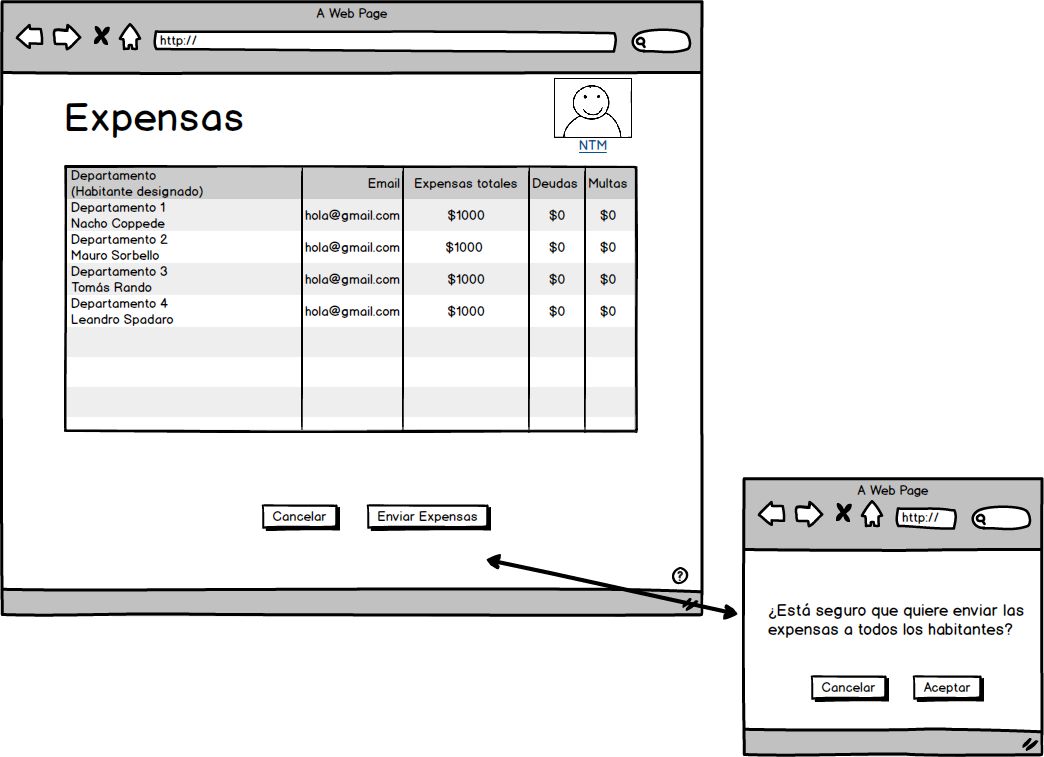 A Web Page
http://
Expensas
NTM
Departamento
(Habitante designado)
Email
Expensas totales
Deudas
Multas
Departamento 1
Nacho Coppede
hola@gmail.com
$1000
$0
$0
Departamento 2
Mauro Sorbello
hola@gmail.com
$1000
$0
$0
Departamento 3
Tomás Rando
hola@gmail.com
$1000
$0
$0
Departamento 4
Leandro Spadaro
hola@gmail.com
$1000
$0
$0
Cancelar
Enviar Expensas
?
A Web Page
http://
¿Está seguro que quiere enviar las
expensas a todos los habitantes?
Cancelar
Aceptar